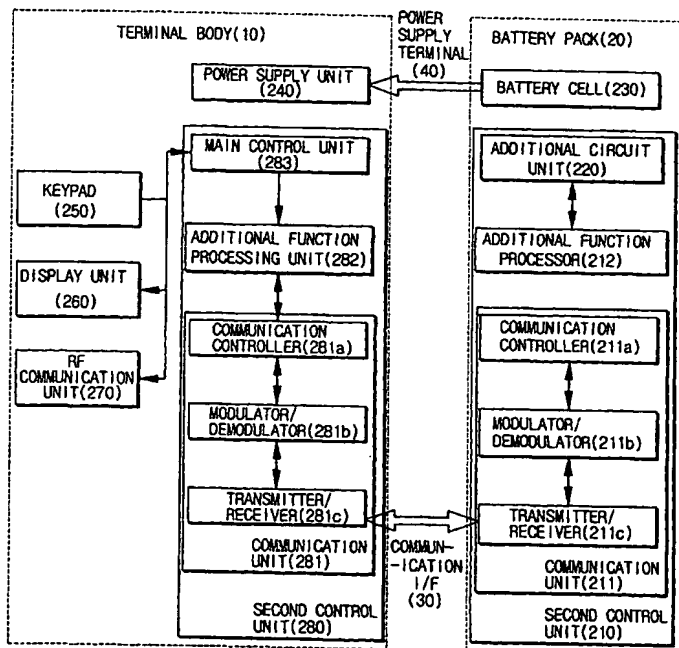 TERMINAL BODY(10)
POWER
SUPPLY
TERMINAL
(40)
BATTERY PACK(20)
POWER SUPPLY UNIT
(240)
BATTERY CELL(230)
MAIN CONTROL UNIT
(283)
ADDITIONAL CIRCUIT
UNIT(220)
KEYPAD
(250)
ADDITIONAL FUNCTION
PROCESSING UNIT(282)
ADDITIONAL FUNCTION
PROCESSOR(212)
DISPLAY UNIT
(260)
COMMUNICATION
CONTROLLER(281a)
COMMUNICATION
CONTROLLER(211a)
RF
COMMUNICATION
UNIT(270)
MODULATOR/
DEMODULATOR(281b)
MODULATOR/
DEMODULATOR(211b)
TRANSMITTER/
RECEIVER(281c)
TRANSMITTER/
RECEIVER(211c)
COMMUNICATION
UNIT(281)
COMMUN-
-ICATION
I/F
(30)
COMMUNICATION
UNIT(211)
SECOND CONTROL
UNIT(280)
SECOND CONTROL
UNIT(210)